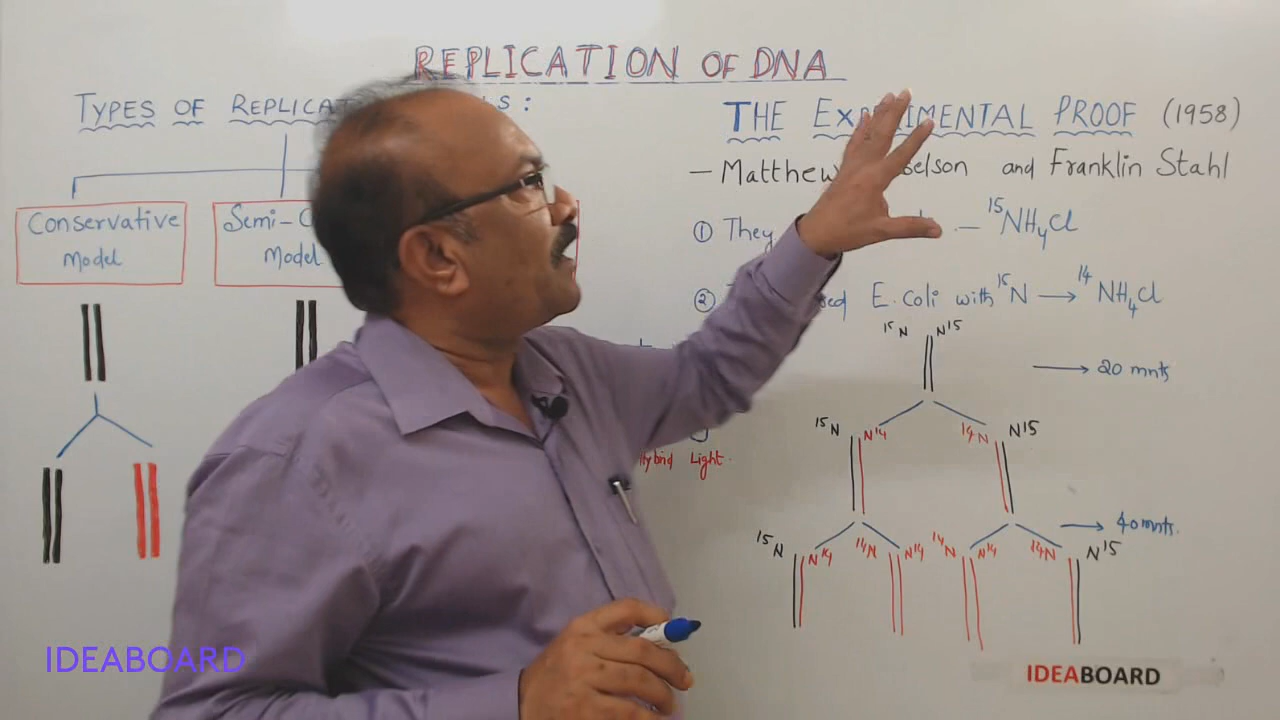 REPLICATION OF DNA
TYPES OF REPLICAT S:
Conservative
Model
Semi-C
Model
THE EXPERIMENTAL PROOF (1958)
– Matthew elson and Franklin Stahl
① They – ¹⁵NH₄Cl
② ed E. Coli with ¹⁵N → ¹⁴NH₄Cl
¹⁵N N¹⁵
→ 20 mnts
¹⁵N N¹⁴ ¹⁴N N¹⁵
Hybrid Light.
→ 40 mnts.
¹⁵N N¹⁴ ¹⁴N N¹⁴ ¹⁴N N¹⁴ ¹⁴N N¹⁵
IDEABOARD
IDEABOARD